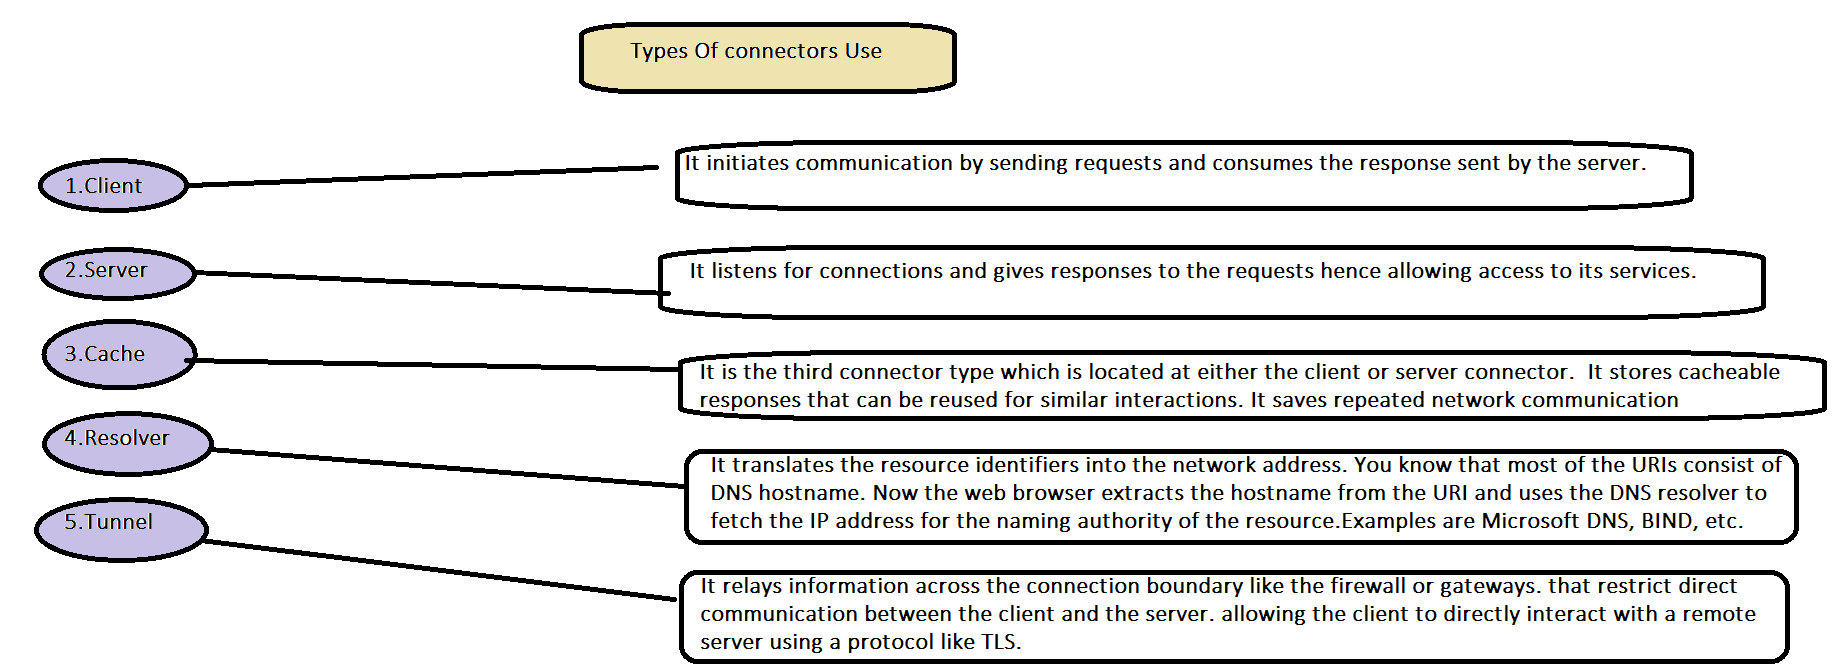 Types Of connectors Use
1.Client
It initiates communication by sending requests and consumes the response sent by the server.
2.Server
It listens for connections and gives responses to the requests hence allowing access to its services.
3.Cache
It is the third connector type which is located at either the client or server connector.  It stores cacheable
responses that can be reused for similar interactions. It saves repeated network communication
4.Resolver
It translates the resource identifiers into the network address. You know that most of the URIs consist of
DNS hostname. Now the web browser extracts the hostname from the URI and uses the DNS resolver to
fetch the IP address for the naming authority of the resource.Examples are Microsoft DNS, BIND, etc.
5.Tunnel
It relays information across the connection boundary like the firewall or gateways. that restrict direct
communication between the client and the server. allowing the client to directly interact with a remote
server using a protocol like TLS.